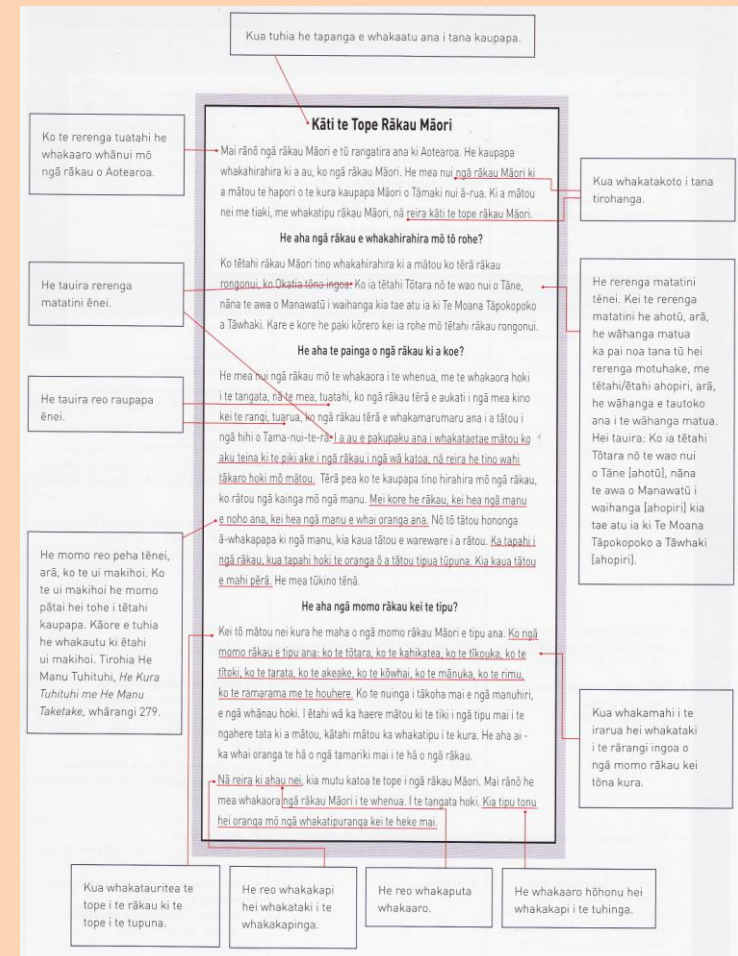 Kua tuhia he tapanga e whakaatu ana i tana kaupapa.
Ko te rerenga tuatahi he
whakaaro whānui mō
ngā rākau o Aotearoa.
He tauira rerenga
matatini ēnei.
He tauira reo raupapa
ēnei.
He momo reo peha tēnei,
arā, ko te ui makihoi. Ko
te ui makihoi he momo
pātai hei tohe i tētahi
kaupapa. Kāore e tuhia
he whakautu ki ētahi
ui makihoi. Tirohia He
Manu Tuhituhi, He Kura
Tuhituhi me He Manu
Taketake, whārangi 279.
Kāti te Tope Rākau Māori
Mai rānō ngā rākau Māori e tū rangatira ana ki Aotearoa. He kaupapa
whakahirahira ki a au, ko ngā rākau Māori. He mea nui ngā rākau Māori ki
a mātou te hapori o te kura kaupapa Māori o Tāmaki nui ā-rua. Ki a mātou
nei me tiaki, me whakatipu rākau Māori, nā reira kāti te tope rākau Māori.
He aha ngā rākau e whakahirahira mō tō rohe?
Ko tētahi rākau Māori tino whakahirahira ki a mātou ko tērā rākau
rongonui, ko Okatia tōna ingoa. Ko ia tētahi Tōtara nō te wao nui o Tāne,
nāna te awa o Manawatū i waihanga kia tae atu ia ki Te Moana Tāpokopoko
a Tāwhaki. Kare e kore he paki kōrero kei ia rohe mō tētahi rākau rongonui.
He aha te painga o ngā rākau ki a koe?
He mea nui ngā rākau mō te whakaora i te whenua, me te whakaora hoki
i te tangata, nā te mea, tuatahi, ko ngā rākau tērā e aukati i ngā mea kino
kei te rangi, tuarua, ko ngā rākau tērā e whakamarumaru ana i a tātou i
ngā hihi o Tama-nui-te-rā. I a au e pakupaku ana i whakataetae mātou ko
aku teina ki te piki ake i ngā rākau i ngā wā katoa, nā reira he tino wahi
tākaro hoki mō mātou. Tērā pea ko te kaupapa tino hirahira mō ngā rākau,
ko rātou ngā kainga mō ngā manu. Mei kore he rākau, kei hea ngā manu
e noho ana, kei hea ngā manu e whai oranga ana. Nō tō tātou hononga
ā-whakapapa ki ngā manu, kia kaua tātou e wareware i a rātou. Ka tapahi i
ngā rākau, kua tapahi hoki te oranga ō a tātou tipua tūpuna. Kia kaua tātou
e mahi pērā. He mea tūkino tēnā.
He aha ngā momo rākau kei te tipu?
Kei tō mātou nei kura he maha o ngā momo rākau Māori e tipu ana. Ko ngā
momo rākau e tipu ana: ko te tōtara, ko te kahikatea, ko te tīkouka, ko te
tītoki, ko te tarata, ko te akeake, ko te kōwhai, ko te mānuka, ko te rimu,
ko te ramarama me te houhere. Ko te nuinga i tākoha mai e ngā manuhiri,
e ngā whānau hoki. I ētahi wā ka haere mātou ki te tiki i ngā tipu mai i te
ngahere tata ki a mātou, kātahi mātou ka whakatipu i te kura. He aha ai -
ka whai oranga te hā o ngā tamariki mai i te hā o ngā rākau.
Nā reira ki ahau nei, kia mutu katoa te tope i ngā rākau Māori. Mai rānō he
mea whakaora ngā rākau Māori i te whenua. I te tangata hoki. Kia tipu tonu
hei oranga mō ngā whakatipuranga kei te heke mai.
Kua whakatakoto i tana
tirohanga.
He rerenga matatini
tēnei. Kei te rerenga
matatini he ahotū, arā,
he wāhanga matua
ka pai noa tana tū hei
rerenga motuhake, me
tētahi/ētahi ahopiri, arā,
he wāhanga e tautoko
ana i te wāhanga matua.
Hei tauira: Ko ia tētahi
Tōtara nō te wao nui
o Tāne [ahotū], nāna
te awa o Manawatū i
waihanga [ahopiri] kia
tae atu ia ki Te Moana
Tāpokopoko a Tāwhaki
[ahopiri].
Kua whakamahi i te
irarua hei whakataki
i te rārangi ingoa o
ngā momo rākau kei
tōna kura.
Kua whakatauritea te
tope i te rākau ki te
tope i te tupuna.
He reo whakakapi
hei whakataki i te
whakakapinga.
He reo whakaputa
whakaaro.
He whakaaro hōhonu hei
whakakapi i te tuhinga.